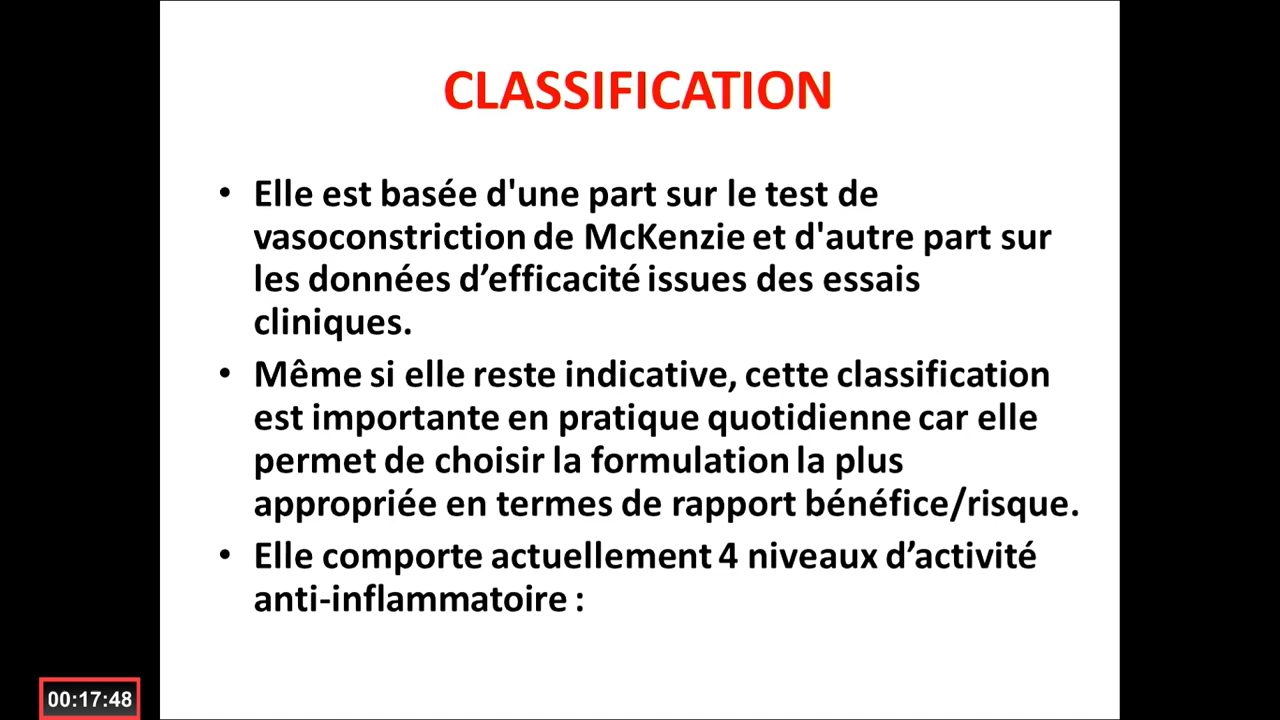 CLASSIFICATION
• Elle est basée d'une part sur le test de
vasoconstriction de McKenzie et d'autre part sur
les données d’efficacité issues des essais
cliniques.
• Même si elle reste indicative, cette classification
est importante en pratique quotidienne car elle
permet de choisir la formulation la plus
appropriée en termes de rapport bénéfice/risque.
• Elle comporte actuellement 4 niveaux d’activité
anti-inflammatoire :
00:17:48